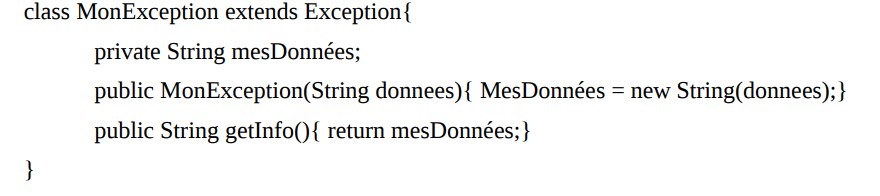 class MonException extends Exception{
private String mesDonnées;
public MonException(String donnees){ MesDonnées = new String(donnees);}
public String getInfo(){ return mesDonnées;}
}